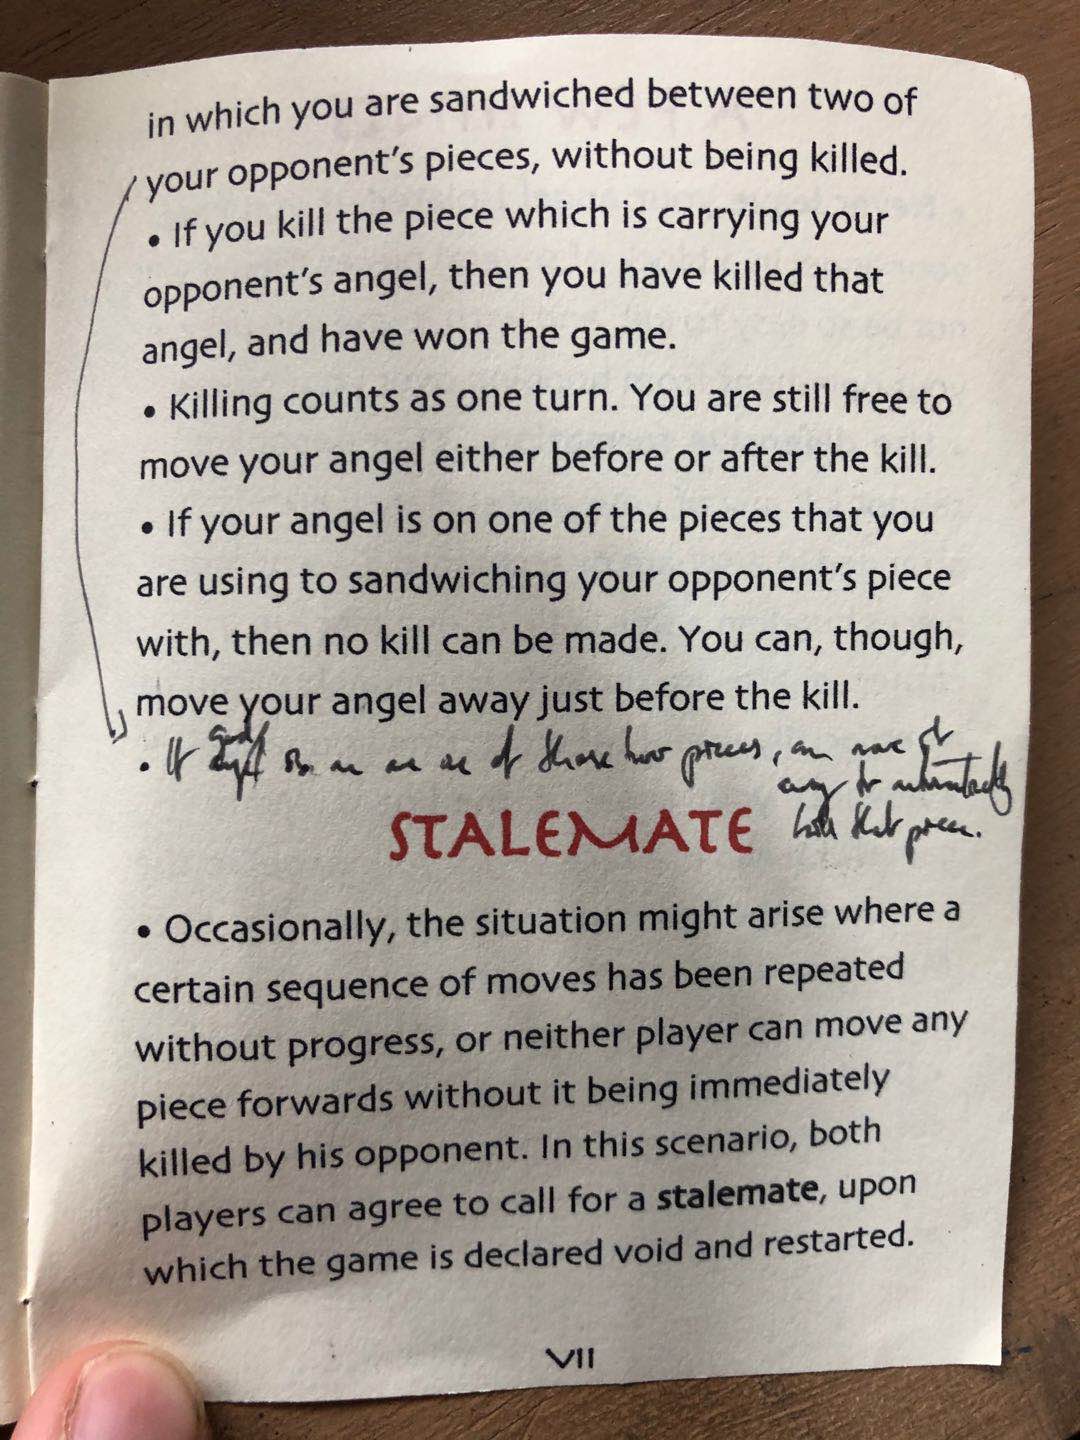 in which you are sandwiched between two of
your opponent's pieces, without being killed.
• If you kill the piece which is carrying your
opponent's angel, then you have killed that
angel, and have won the game.
• Killing counts as one turn. You are still free to
move your angel either before or after the kill.
• If your angel is on one of the pieces that you
are using to sandwiching your opponent's piece
with, then no kill can be made. You can, though,
move your angel away just before the kill.
• If of those two pieces, can move
away to automatically
STALEMATE kill that piece.
• Occasionally, the situation might arise where a
certain sequence of moves has been repeated
without progress, or neither player can move any
piece forwards without it being immediately
killed by his opponent. In this scenario, both
players can agree to call for a stalemate, upon
which the game is declared void and restarted.
VII